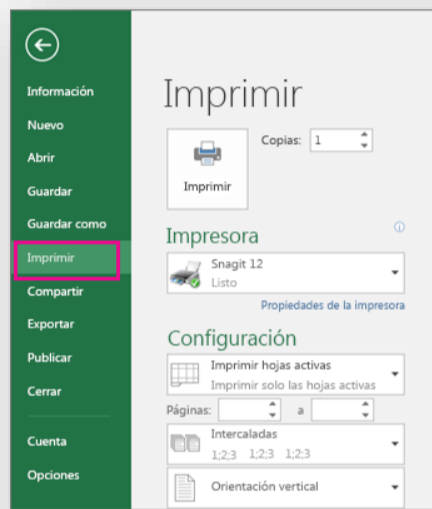 Información
Nuevo
Abrir
Guardar
Guardar como
Imprimir
Compartir
Exportar
Publicar
Cerrar
Cuenta
Opciones
Imprimir
Imprimir
Copias: 1
Impresora
Snagit 12
Listo
Propiedades de la impresora
Configuración
Imprimir hojas activas
Imprimir solo las hojas activas
Páginas: a
Intercaladas
1;2;3 1;2;3 1;2;3
Orientación vertical